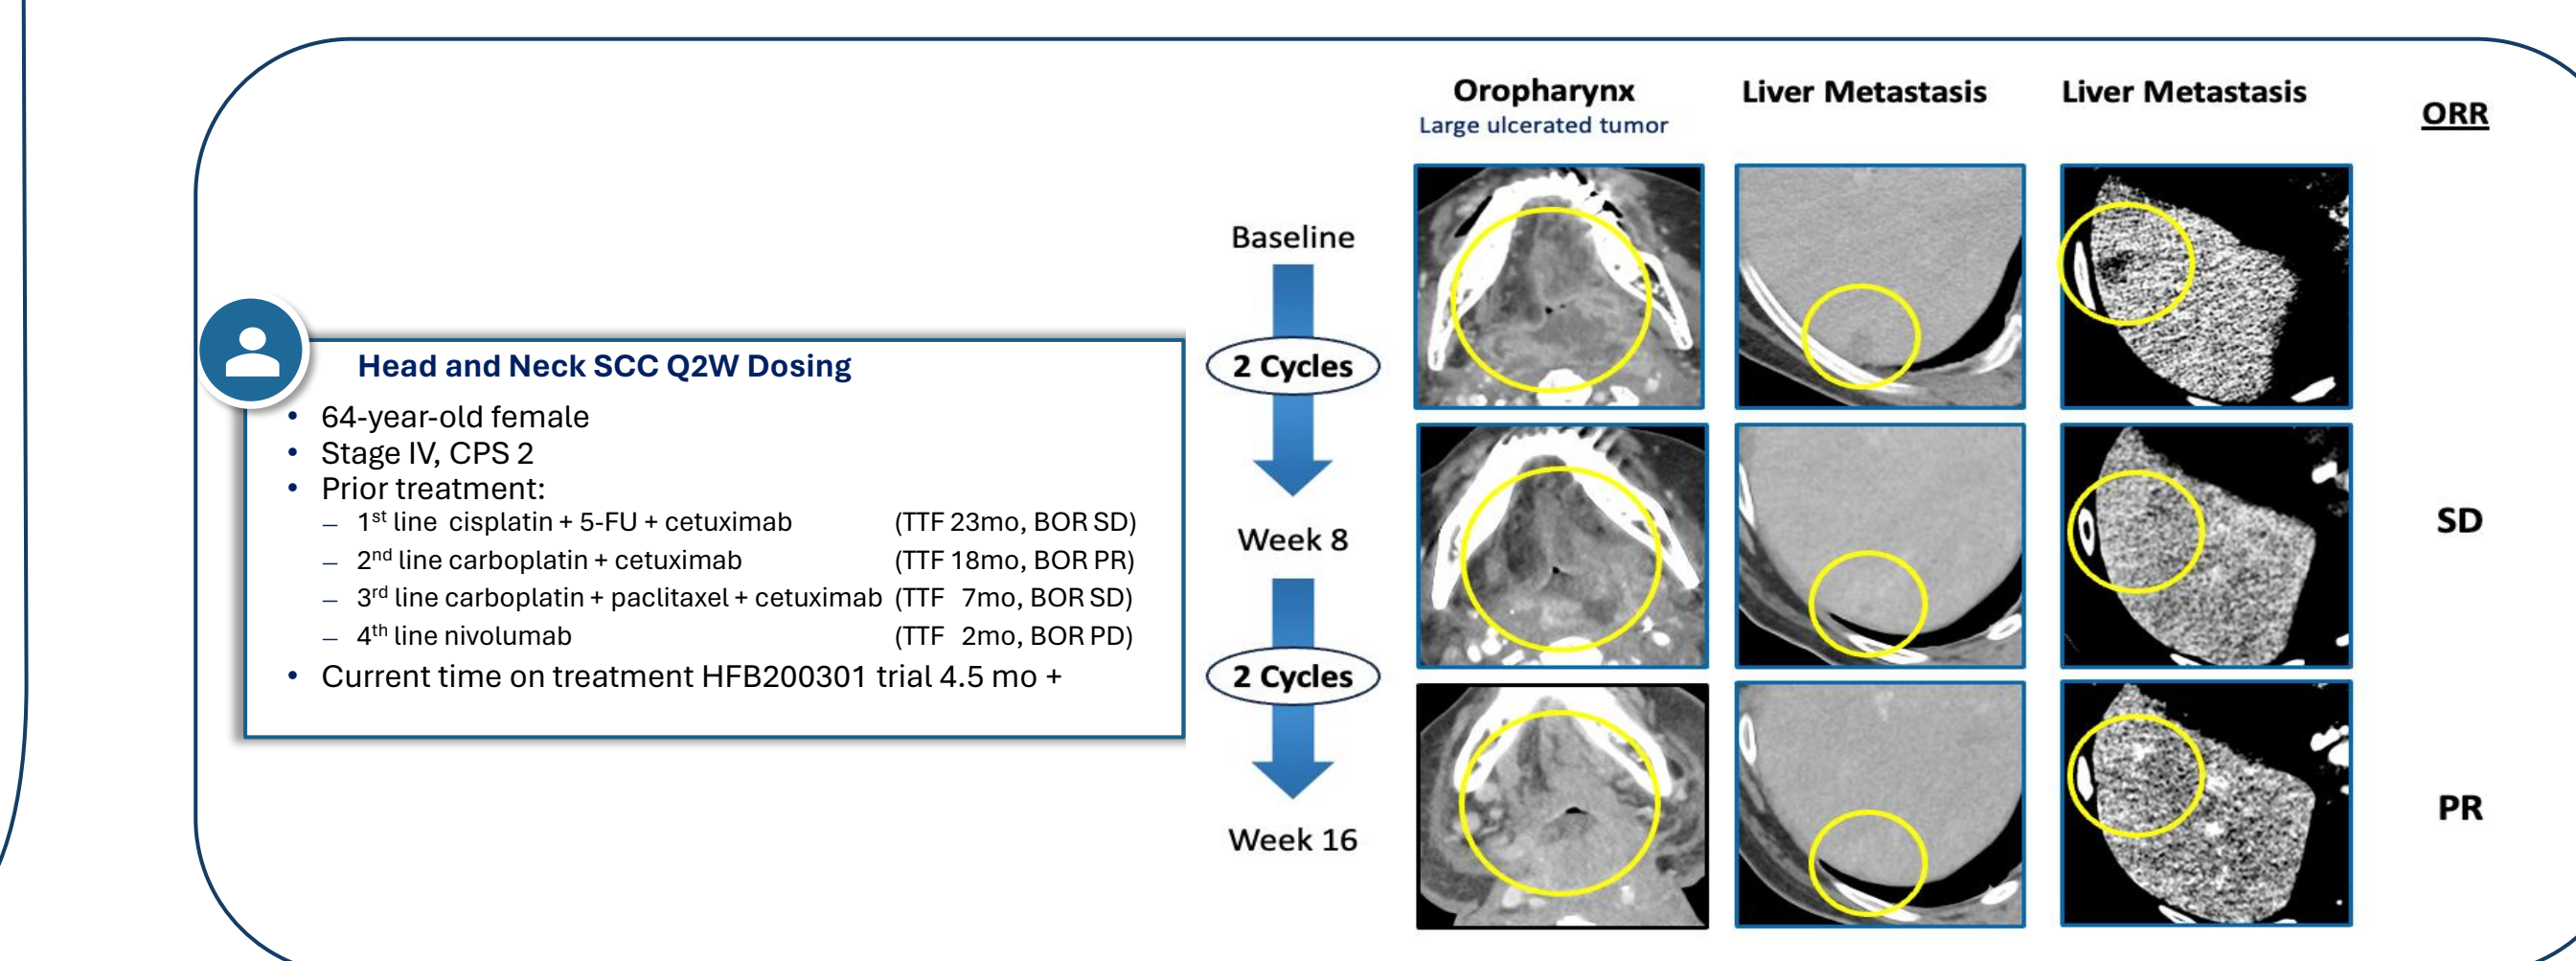 Head and Neck SCC Q2W Dosing
• 64-year-old female
• Stage IV, CPS 2
• Prior treatment:
– 1st line cisplatin + 5-FU + cetuximab (TTF 23mo, BOR SD)
– 2nd line carboplatin + cetuximab (TTF 18mo, BOR PR)
– 3rd line carboplatin + paclitaxel + cetuximab (TTF 7mo, BOR SD)
– 4th line nivolumab (TTF 2mo, BOR PD)
• Current time on treatment HFB200301 trial 4.5 mo +
Baseline
2 Cycles
Week 8
2 Cycles
Week 16
Oropharynx
Large ulcerated tumor
Liver Metastasis
Liver Metastasis
ORR
SD
PR